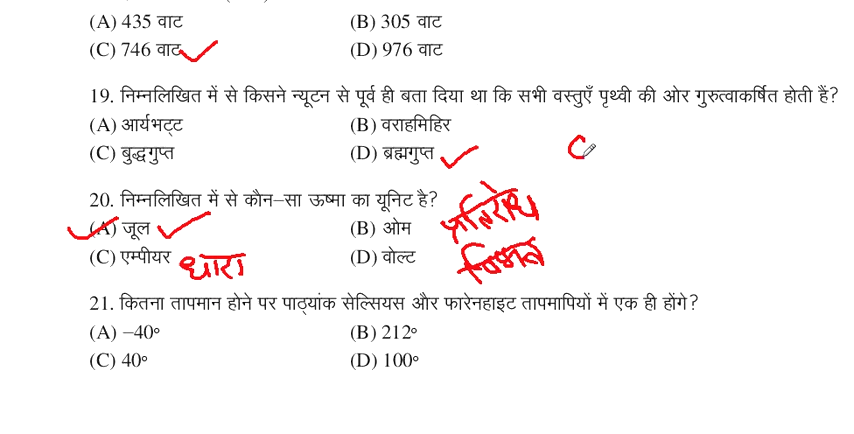 (A) 435 वाट (B) 305 वाट
(C) 746 वाट (D) 976 वाट
19. निम्नलिखित में से किसने न्यूटन से पूर्व ही बता दिया था कि सभी वस्तुएँ पृथ्वी की ओर गुरुत्वाकर्षित होती हैं?
(A) आर्यभट्ट (B) वराहमिहिर
(C) बुद्धगुप्त (D) ब्रह्मगुप्त
20. निम्नलिखित में से कौन-सा ऊष्मा का यूनिट है?
(A) जूल (B) ओम प्रतिरोध
(C) एम्पीयर धारा (D) वोल्ट
21. कितना तापमान होने पर पाठ्यांक सेल्सियस और फारेनहाइट तापमापियों में एक ही होंगे?
(A) –40° (B) 212°
(C) 40° (D) 100°